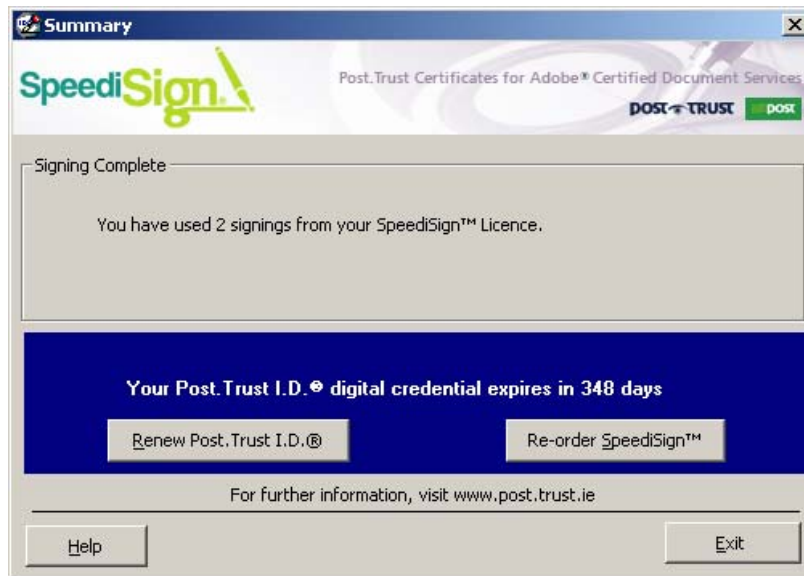 Summary
SpeediSign
Post.Trust Certificates for Adobe® Certified Document Services
POST TRUST post
Signing Complete
You have used 2 signings from your SpeediSign™ Licence.
Your Post.Trust I.D.® digital credential expires in 348 days
Renew Post.Trust I.D.® Re-order SpeediSign™
For further information, visit www.post.trust.ie
Help Exit